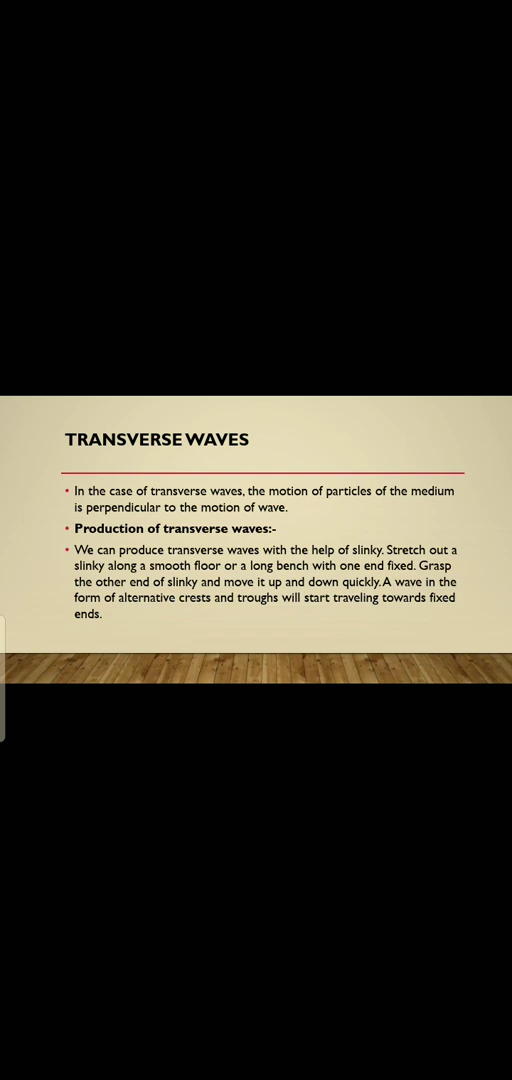 TRANSVERSE WAVES
• In the case of transverse waves, the motion of particles of the medium
is perpendicular to the motion of wave.
• Production of transverse waves:-
• We can produce transverse waves with the help of slinky. Stretch out a
slinky along a smooth floor or a long bench with one end fixed. Grasp
the other end of slinky and move it up and down quickly. A wave in the
form of alternative crests and troughs will start traveling towards fixed
ends.